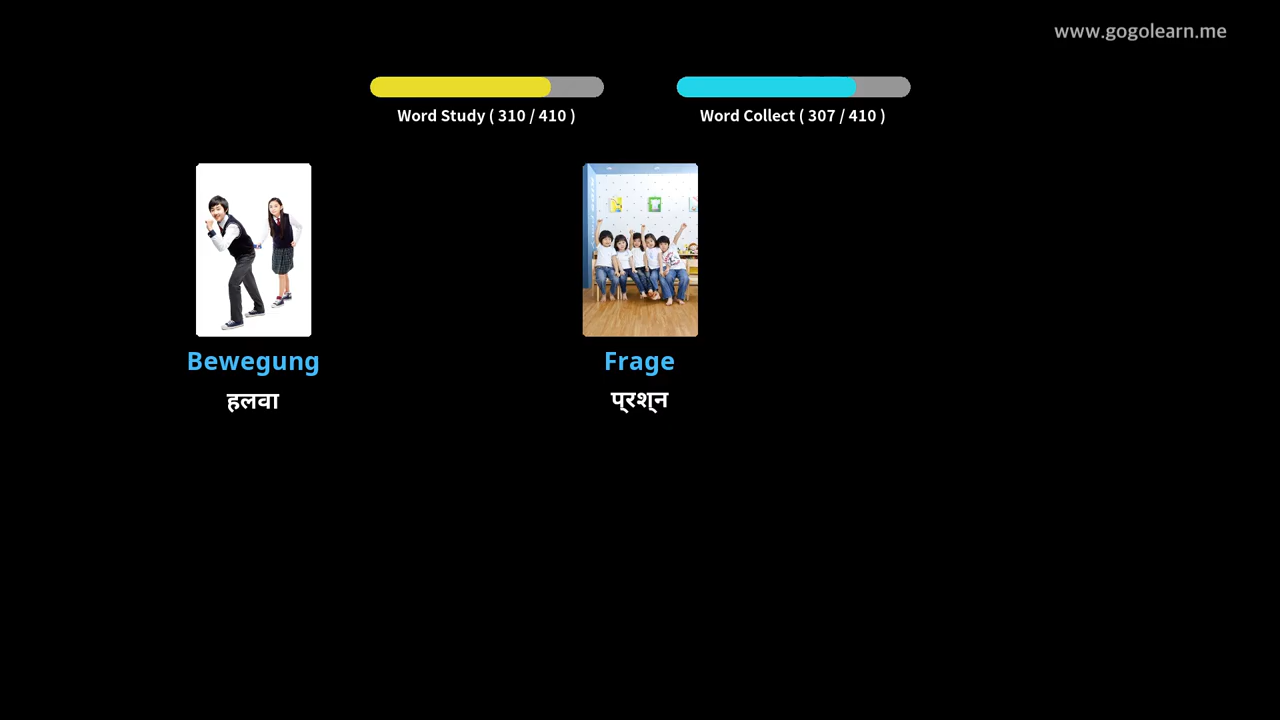 www.gogolearn.me
Word Study ( 310 / 410 )
Word Collect ( 307 / 410 )
Bewegung
हलवा
Frage
प्रश्न